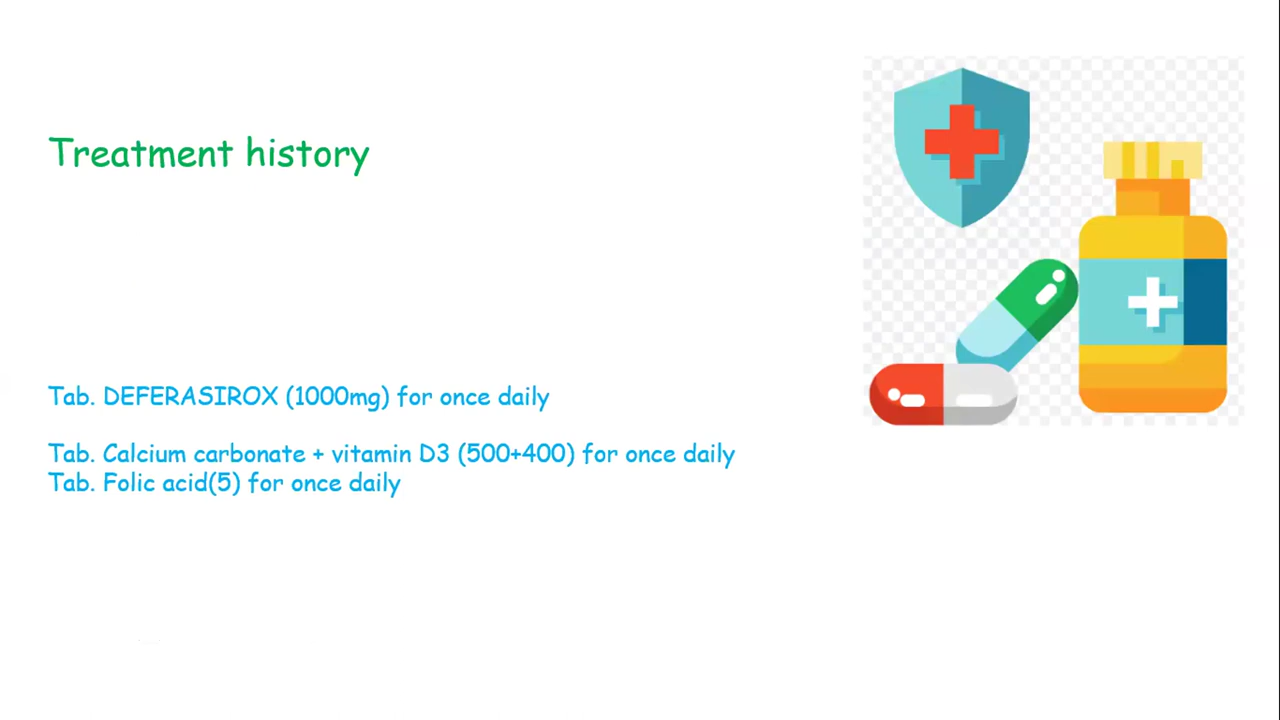 Treatment history
Tab. DEFERASIROX (1000mg) for once daily
Tab. Calcium carbonate + vitamin D3 (500+400) for once daily
Tab. Folic acid(5) for once daily